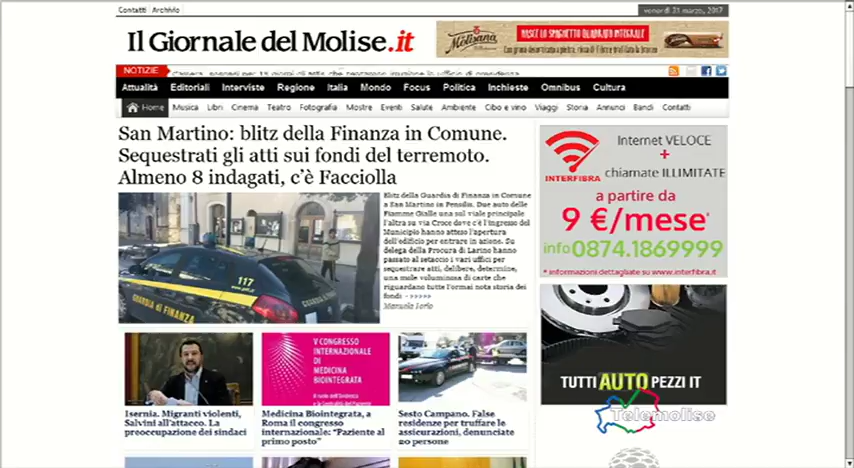 Contatti Archivio
venerdì 31 marzo, 2017
Il Giornale del Molise.it
la Molisana
NASCE LO SPAGHETTO QUADRATO INTEGRALE
NOTIZIE
Attualità Editoriali Interviste Regione Italia Mondo Focus Politica Inchieste Omnibus Cultura
Home Musica Libri Cinema Teatro Fotografia Mostre Eventi Salute Ambiente Cibo e vino Viaggi Storia Annunci Bandi Contatti
San Martino: blitz della Finanza in Comune.
Sequestrati gli atti sui fondi del terremoto.
Almeno 8 indagati, c'è Facciolla
Blitz della Guardia di Finanza in Comune
a San Martino in Pensilis. Due auto delle
Fiamme Gialle una sul viale principale
l'altra su via Croce dove c'è l'ingresso del
Municipio hanno atteso l'apertura
dell'edificio per entrare in azione. Su
delega della Procura di Larino hanno
passato al setaccio i vari uffici per
sequestrare atti, delibere, determine,
una mole voluminosa di carte che
riguardano tutte l'ormai nota storia dei
fondi - >>>>>
Manuela Iorio
117
GUARDIA DI FINANZA
INTERFIBRA
Internet VELOCE
+
chiamate ILLIMITATE
a partire da
9 €/mese*
info 0874.1869999
* informazioni dettagliate su www.interfibra.it
TUTTI AUTO PEZZI IT
Telemolise
V CONGRESSO
INTERNAZIONALE
DI MEDICINA
BIOINTEGRATA
Isernia. Migranti violenti,
Salvini all'attacco. La
preoccupazione dei sindaci
Medicina Biointegrata, a
Roma il congresso
internazionale: "Paziente al
primo posto"
Sesto Campano. False
residenze per truffare le
assicurazioni, denunciate
90 persone